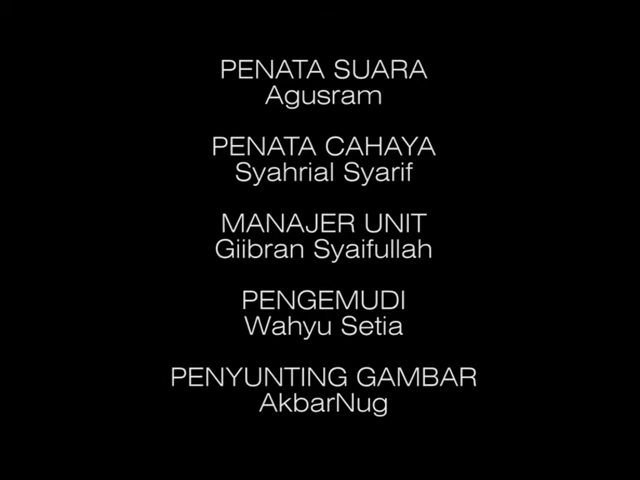 PENATA SUARA
Agusram
PENATA CAHAYA
Syahrial Syarif
MANAJER UNIT
Giibran Syaifullah
PENGEMUDI
Wahyu Setia
PENYUNTING GAMBAR
AkbarNug